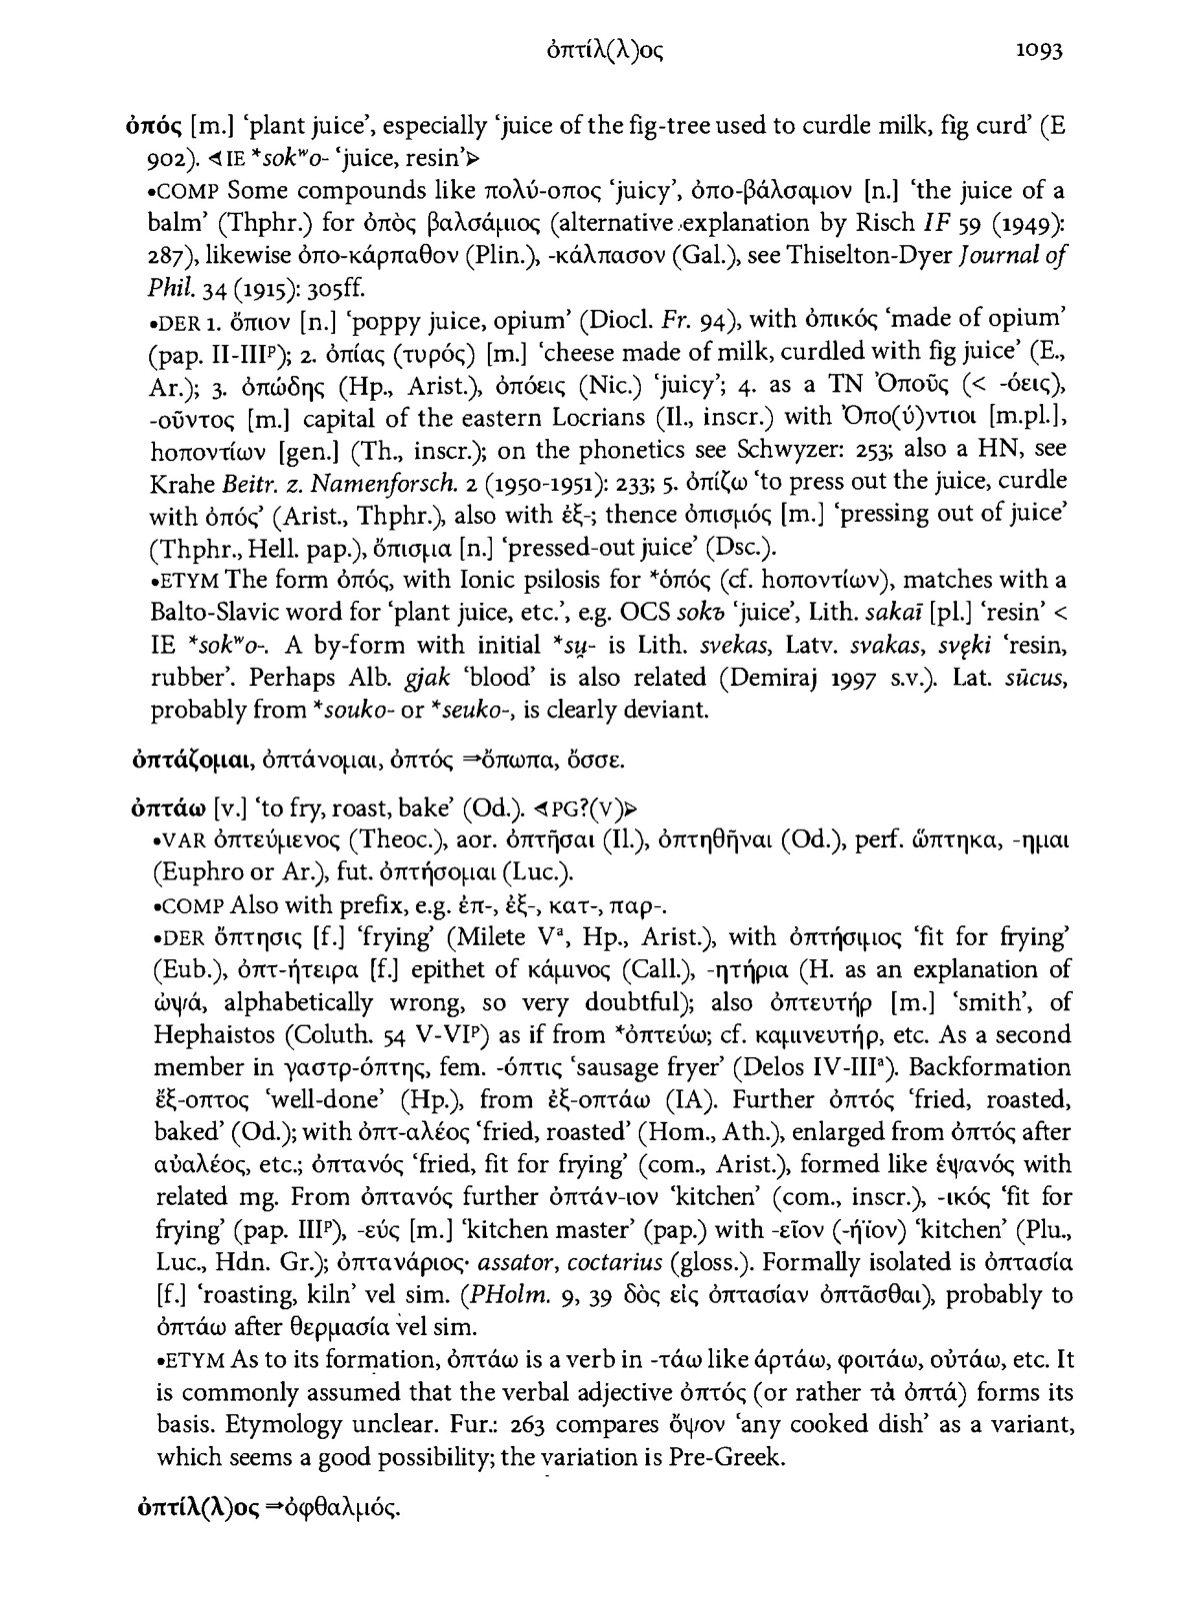 ὀπτίλ(λ)ος 1093
ὀπός [m.] ‘plant juice’, especially ‘juice of the fig-tree used to curdle milk, fig curd’ (E
902). ⊲ IE *sokʷo- ‘juice, resin’⊳
•COMP Some compounds like πολύ-οπος ‘juicy’, ὀπο-βάλσαμον [n.] ‘the juice of a
balm’ (Thphr.) for ὀπὸς βαλσάμιος (alternative explanation by Risch IF 59 (1949):
287), likewise ὀπο-κάρπαθον (Plin.), -κάλπασον (Gal.), see Thiselton-Dyer Journal of
Phil. 34 (1915): 305ff.
•DER 1. ὄπιον [n.] ‘poppy juice, opium’ (Diocl. Fr. 94), with ὀπικός ‘made of opium’
(pap. II-IIIᵖ); 2. ὀπίας (τυρός) [m.] ‘cheese made of milk, curdled with fig juice’ (E.,
Ar.); 3. ὀπώδης (Hp., Arist.), ὀπόεις (Nic.) ‘juicy’; 4. as a TN Ὀποῦς (< -όεις),
-οῦντος [m.] capital of the eastern Locrians (Il., inscr.) with Ὀπο(ύ)ντιοι [m.pl.],
hοποντίων [gen.] (Th., inscr.); on the phonetics see Schwyzer: 253; also a HN, see
Krahe Beitr. z. Namenforsch. 2 (1950-1951): 233; 5. ὀπίζω ‘to press out the juice, curdle
with ὀπός’ (Arist., Thphr.), also with ἐξ-; thence ὀπισμός [m.] ‘pressing out of juice’
(Thphr., Hell. pap.), ὄπισμα [n.] ‘pressed-out juice’ (Dsc.).
•ETYM The form ὀπός, with Ionic psilosis for *ὁπός (cf. hοποντίων), matches with a
Balto-Slavic word for ‘plant juice, etc.’, e.g. OCS sokъ ‘juice’, Lith. sakaĩ [pl.] ‘resin’ <
IE *sokʷo-. A by-form with initial *su̯- is Lith. svekas, Latv. svakas, svęki ‘resin,
rubber’. Perhaps Alb. gjak ‘blood’ is also related (Demiraj 1997 s.v.). Lat. sūcus,
probably from *souko- or *seuko-, is clearly deviant.
ὀπτάζομαι, ὀπτάνομαι, ὀπτός ⇒ὄπωπα, ὄσσε.
ὀπτάω [v.] ‘to fry, roast, bake’ (Od.). ⊲PG?(V)⊳
•VAR ὀπτεύμενος (Theoc.), aor. ὀπτῆσαι (Il.), ὀπτηθῆναι (Od.), perf. ὤπτηκα, -ημαι
(Euphro or Ar.), fut. ὀπτήσομαι (Luc.).
•COMP Also with prefix, e.g. ἐπ-, ἐξ-, κατ-, παρ-.
•DER ὄπτησις [f.] ‘frying’ (Milete Vᵃ, Hp., Arist.), with ὀπτήσιμος ‘fit for frying’
(Eub.), ὀπτ-ήτειρα [f.] epithet of κάμινος (Call.), -ητήρια (H. as an explanation of
ὠψά, alphabetically wrong, so very doubtful); also ὀπτευτήρ [m.] ‘smith’, of
Hephaistos (Coluth. 54 V-VIᵖ) as if from *ὀπτεύω; cf. καμινευτήρ, etc. As a second
member in γαστρ-όπτης, fem. -όπτις ‘sausage fryer’ (Delos IV-IIIᵃ). Backformation
ἔξ-οπτος ‘well-done’ (Hp.), from ἐξ-οπτάω (IA). Further ὀπτός ‘fried, roasted,
baked’ (Od.); with ὀπτ-αλέος ‘fried, roasted’ (Hom., Ath.), enlarged from ὀπτός after
αὐαλέος, etc.; ὀπτανός ‘fried, fit for frying’ (com., Arist.), formed like ἑψανός with
related mg. From ὀπτανός further ὀπτάν-ιον ‘kitchen’ (com., inscr.), -ικός ‘fit for
frying’ (pap. IIIᵖ), -εύς [m.] ‘kitchen master’ (pap.) with -εῖον (-ήϊον) ‘kitchen’ (Plu.,
Luc., Hdn. Gr.); ὀπτανάριος· assator, coctarius (gloss.). Formally isolated is ὀπτασία
[f.] ‘roasting, kiln’ vel sim. (PHolm. 9, 39 δὸς εἰς ὀπτασίαν ὀπτᾶσθαι), probably to
ὀπτάω after θερμασία vel sim.
•ETYM As to its formation, ὀπτάω is a verb in -τάω like ἀρτάω, φοιτάω, οὐτάω, etc. It
is commonly assumed that the verbal adjective ὀπτός (or rather τὰ ὀπτά) forms its
basis. Etymology unclear. Fur.: 263 compares ὄψον ‘any cooked dish’ as a variant,
which seems a good possibility; the variation is Pre-Greek.
ὀπτίλ(λ)ος ⇒ὀφθαλμός.